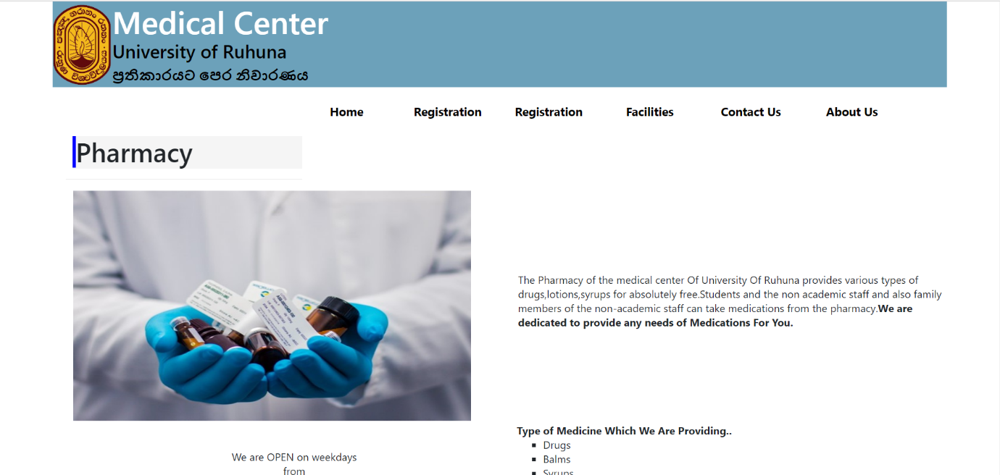 Medical Center
University of Ruhuna
ප්‍රතිකාරයට පෙර නිවාරණය
Home Registration Registration Facilities Contact Us About Us
Pharmacy
The Pharmacy of the medical center Of University Of Ruhuna provides various types of
drugs,lotions,syrups for absolutely free.Students and the non academic staff and also family
members of the non-academic staff can take medications from the pharmacy.We are
dedicated to provide any needs of Medications For You.
We are OPEN on weekdays
from
Type of Medicine Which We Are Providing..
Drugs
Balms
Syrups